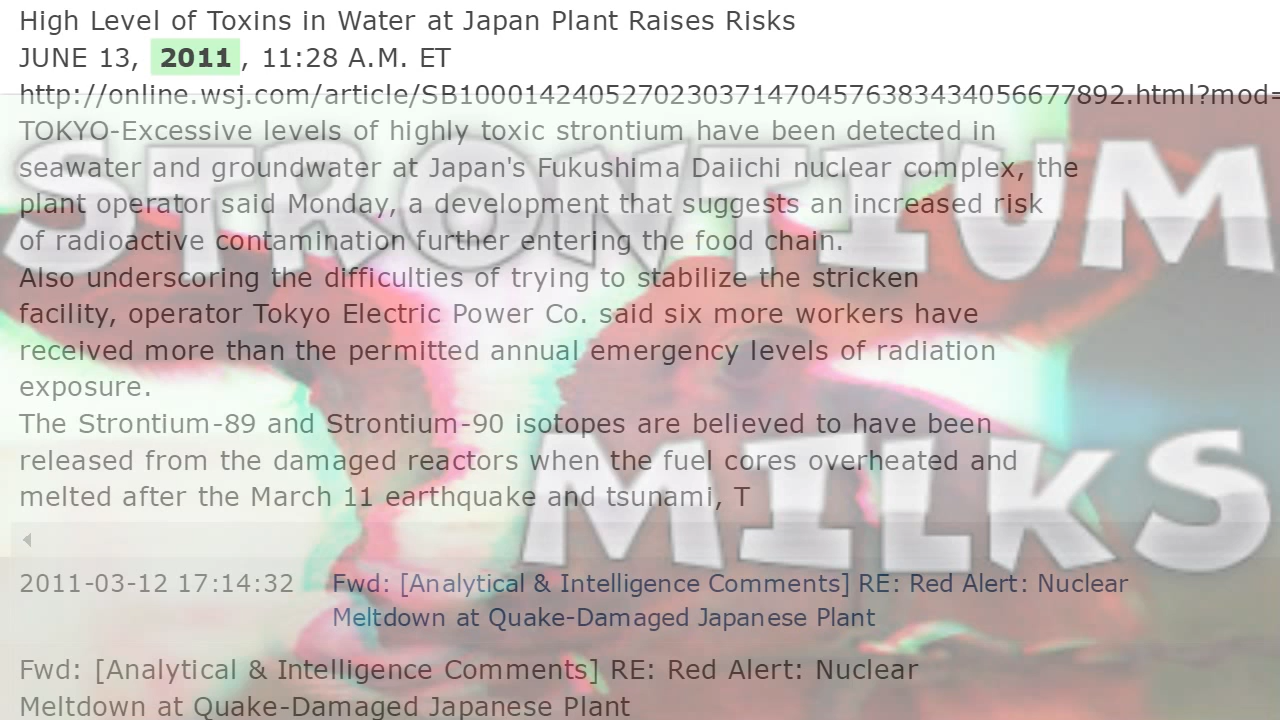 High Level of Toxins in Water at Japan Plant Raises Risks
JUNE 13, 2011, 11:28 A.M. ET
http://online.wsj.com/article/SB10001424052702303714704576383434056677892.html?mod=
TOKYO-Excessive levels of highly toxic strontium have been detected in
seawater and groundwater at Japan's Fukushima Daiichi nuclear complex, the
plant operator said Monday, a development that suggests an increased risk
of radioactive contamination further entering the food chain.
Also underscoring the difficulties of trying to stabilize the stricken
facility, operator Tokyo Electric Power Co. said six more workers have
received more than the permitted annual emergency levels of radiation
exposure.
The Strontium-89 and Strontium-90 isotopes are believed to have been
released from the damaged reactors when the fuel cores overheated and
melted after the March 11 earthquake and tsunami, T
STRONTIUM
MILKS
2011-03-12 17:14:32 Fwd: [Analytical & Intelligence Comments] RE: Red Alert: Nuclear
Meltdown at Quake-Damaged Japanese Plant
Fwd: [Analytical & Intelligence Comments] RE: Red Alert: Nuclear
Meltdown at Quake-Damaged Japanese Plant